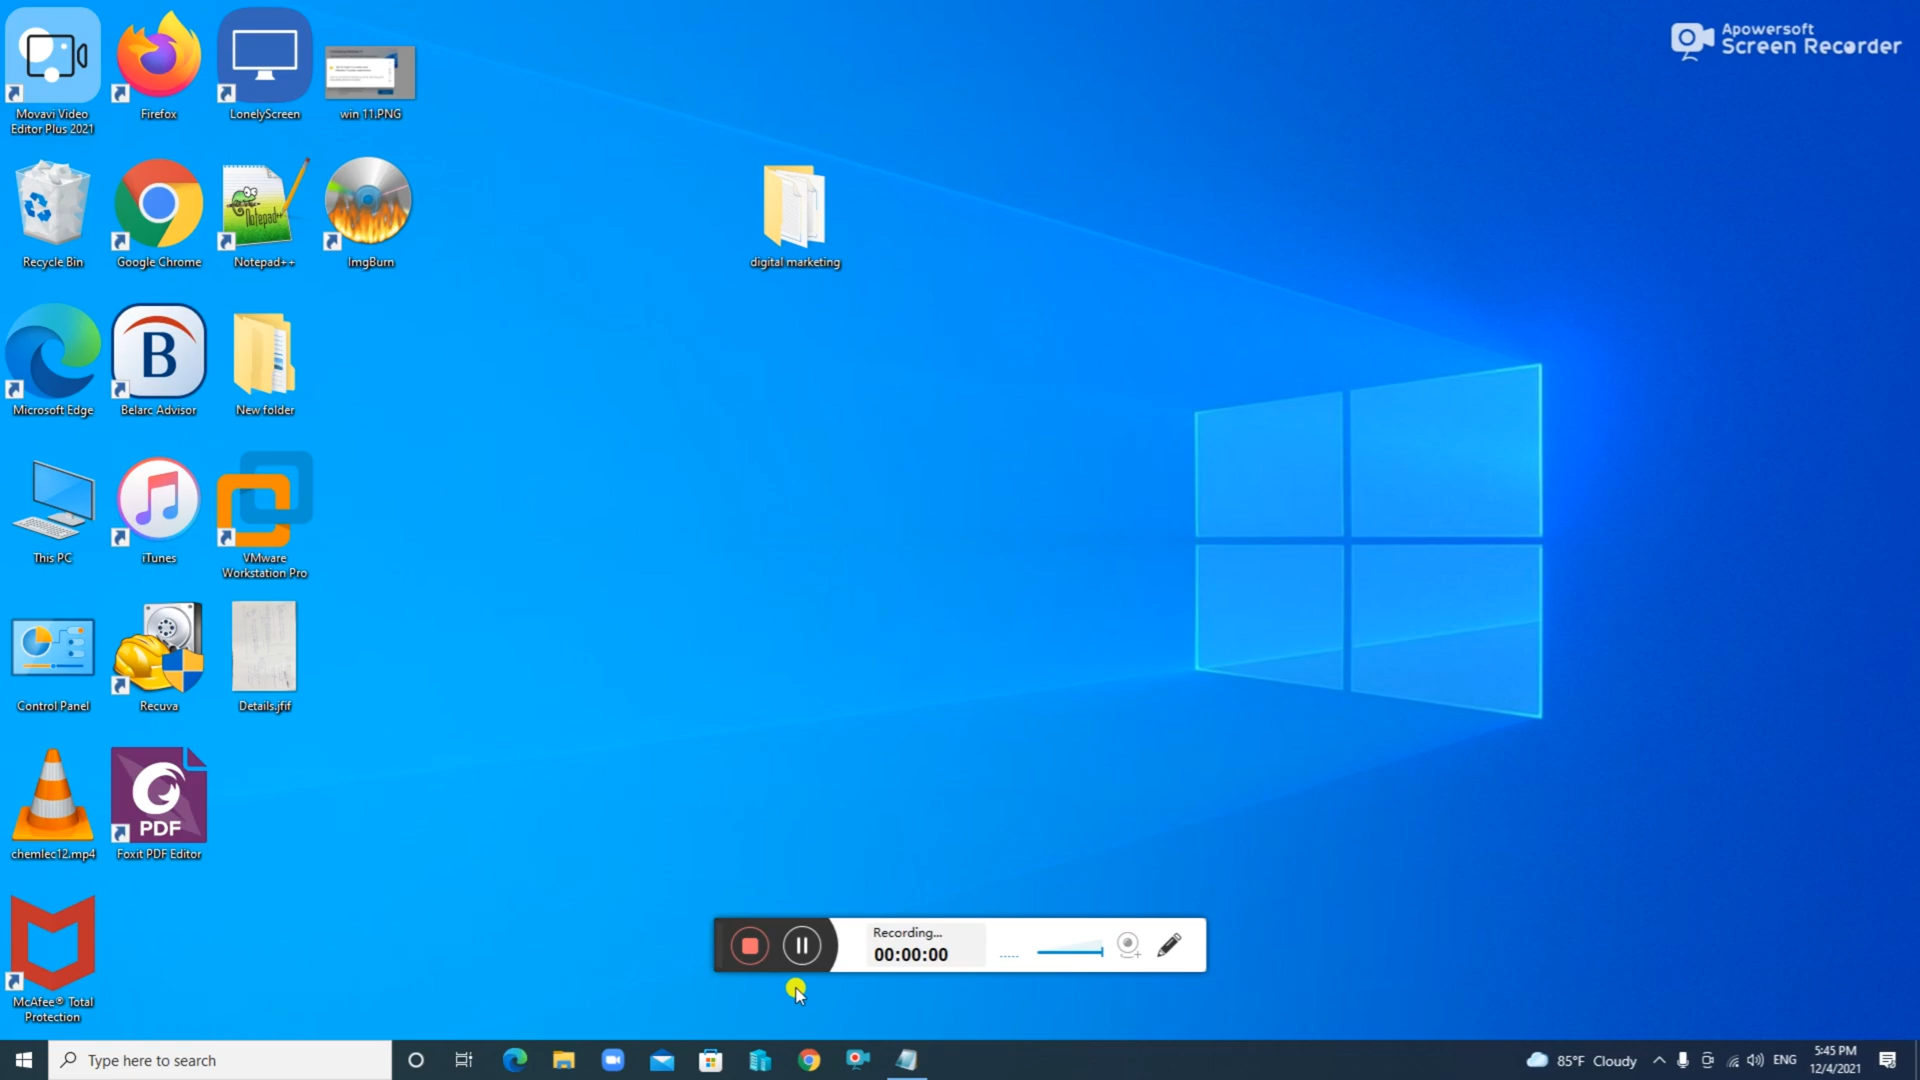 Apowersoft
Screen Recorder
Movavi Video
Editor Plus 2021
Firefox
LonelyScreen
win 11.PNG
Recycle Bin
Google Chrome
Notepad++
Notepad++
ImgBurn
digital marketing
B
Microsoft Edge
Belarc Advisor
New folder
This PC
iTunes
VMware
Workstation Pro
Control Panel
Recuva
Details.jfif
PDF
chemlec12.mp4
Foxit PDF Editor
McAfee® Total
Protection
Recording...
00:00:00
Type here to search
85°F Cloudy
ENG
5:45 PM
12/4/2021